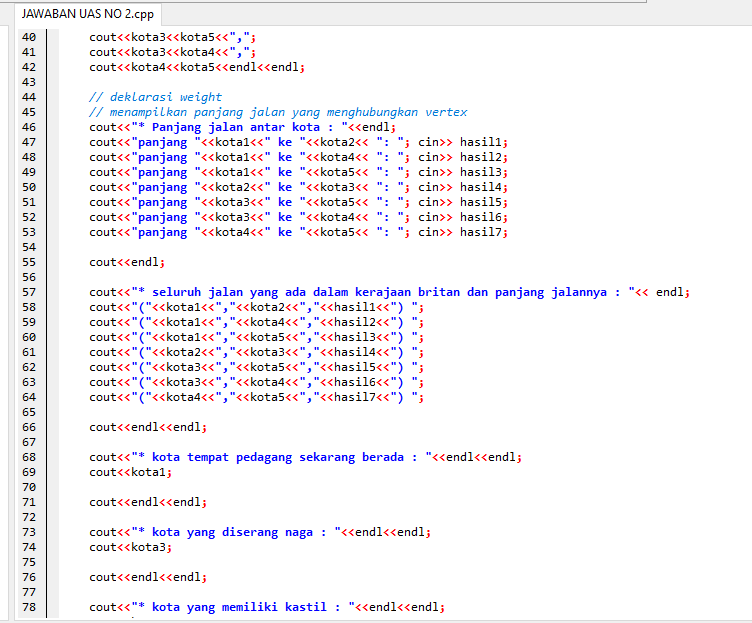 JAWABAN UAS NO 2.cpp
40 cout<<kota3<<kota5<<",";
41 cout<<kota3<<kota4<<",";
42 cout<<kota4<<kota5<<endl<<endl;
43
44 // deklarasi weight
45 // menampilkan panjang jalan yang menghubungkan vertex
46 cout<<"* Panjang jalan antar kota : "<<endl;
47 cout<<"panjang "<<kota1<<" ke "<<kota2<< ": "; cin>> hasil1;
48 cout<<"panjang "<<kota1<<" ke "<<kota4<< ": "; cin>> hasil2;
49 cout<<"panjang "<<kota1<<" ke "<<kota5<< ": "; cin>> hasil3;
50 cout<<"panjang "<<kota2<<" ke "<<kota3<< ": "; cin>> hasil4;
51 cout<<"panjang "<<kota3<<" ke "<<kota5<< ": "; cin>> hasil5;
52 cout<<"panjang "<<kota3<<" ke "<<kota4<< ": "; cin>> hasil6;
53 cout<<"panjang "<<kota4<<" ke "<<kota5<< ": "; cin>> hasil7;
54
55 cout<<endl;
56
57 cout<<"* seluruh jalan yang ada dalam kerajaan britan dan panjang jalannya : "<< endl;
58 cout<<"("<<kota1<<","<<kota2<<","<<hasil1<<") ";
59 cout<<"("<<kota1<<","<<kota4<<","<<hasil2<<") ";
60 cout<<"("<<kota1<<","<<kota5<<","<<hasil3<<") ";
61 cout<<"("<<kota2<<","<<kota3<<","<<hasil4<<") ";
62 cout<<"("<<kota3<<","<<kota5<<","<<hasil5<<") ";
63 cout<<"("<<kota3<<","<<kota4<<","<<hasil6<<") ";
64 cout<<"("<<kota4<<","<<kota5<<","<<hasil7<<") ";
65
66 cout<<endl<<endl;
67
68 cout<<"* kota tempat pedagang sekarang berada : "<<endl<<endl;
69 cout<<kota1;
70
71 cout<<endl<<endl;
72
73 cout<<"* kota yang diserang naga : "<<endl<<endl;
74 cout<<kota3;
75
76 cout<<endl<<endl;
77
78 cout<<"* kota yang memiliki kastil : "<<endl<<endl;